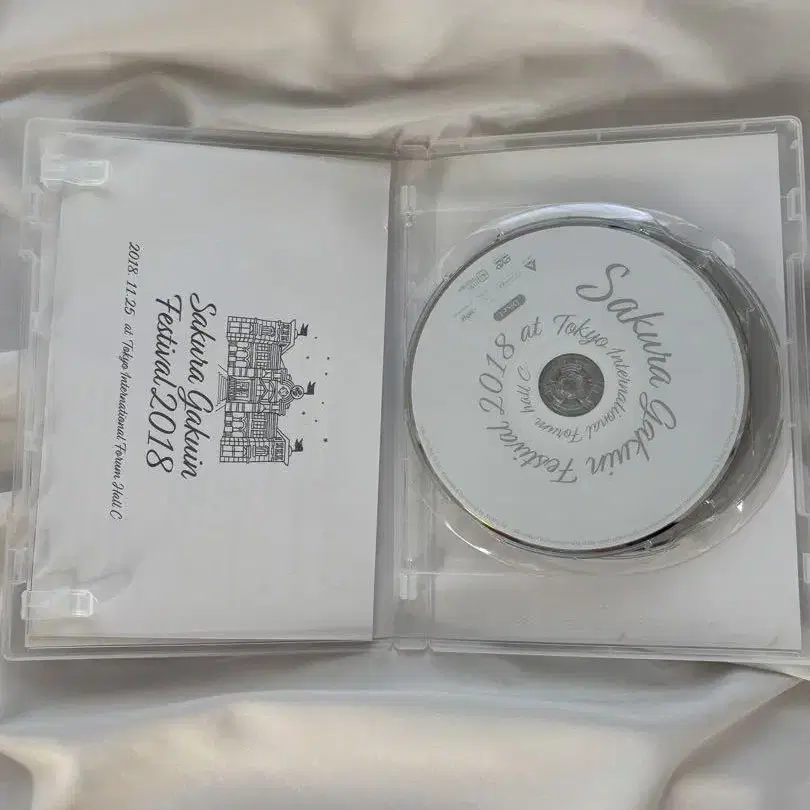 Sakura Gakuin
Festival 2018
2018. 11.25 at Tokyo International Forum Hall C
Sakura Gakuin Festival 2018 at Tokyo International Forum Hall C
DVD